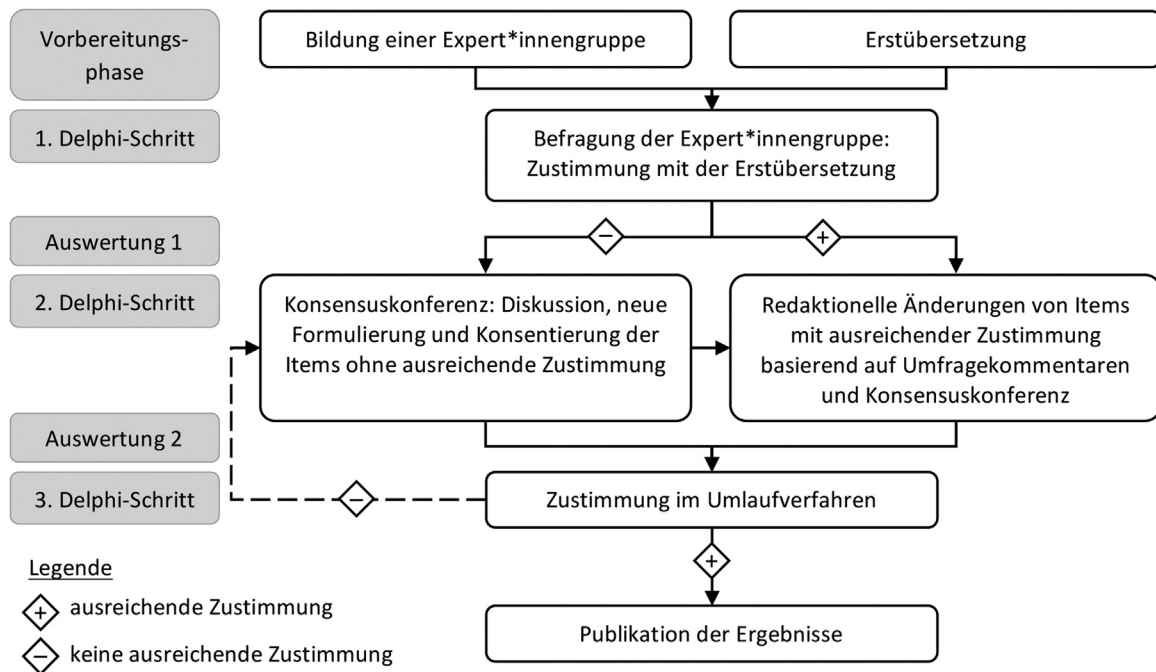 Vorbereitungs-
phase
Bildung einer Expert*innengruppe
Erstübersetzung
1. Delphi-Schritt
Befragung der Expert*innengruppe:
Zustimmung mit der Erstübersetzung
−
+
Auswertung 1
2. Delphi-Schritt
Konsensuskonferenz: Diskussion, neue
Formulierung und Konsentierung der
Items ohne ausreichende Zustimmung
Redaktionelle Änderungen von Items
mit ausreichender Zustimmung
basierend auf Umfragekommentaren
und Konsensuskonferenz
Auswertung 2
3. Delphi-Schritt
−
Zustimmung im Umlaufverfahren
+
Publikation der Ergebnisse
Legende
+ ausreichende Zustimmung
− keine ausreichende Zustimmung